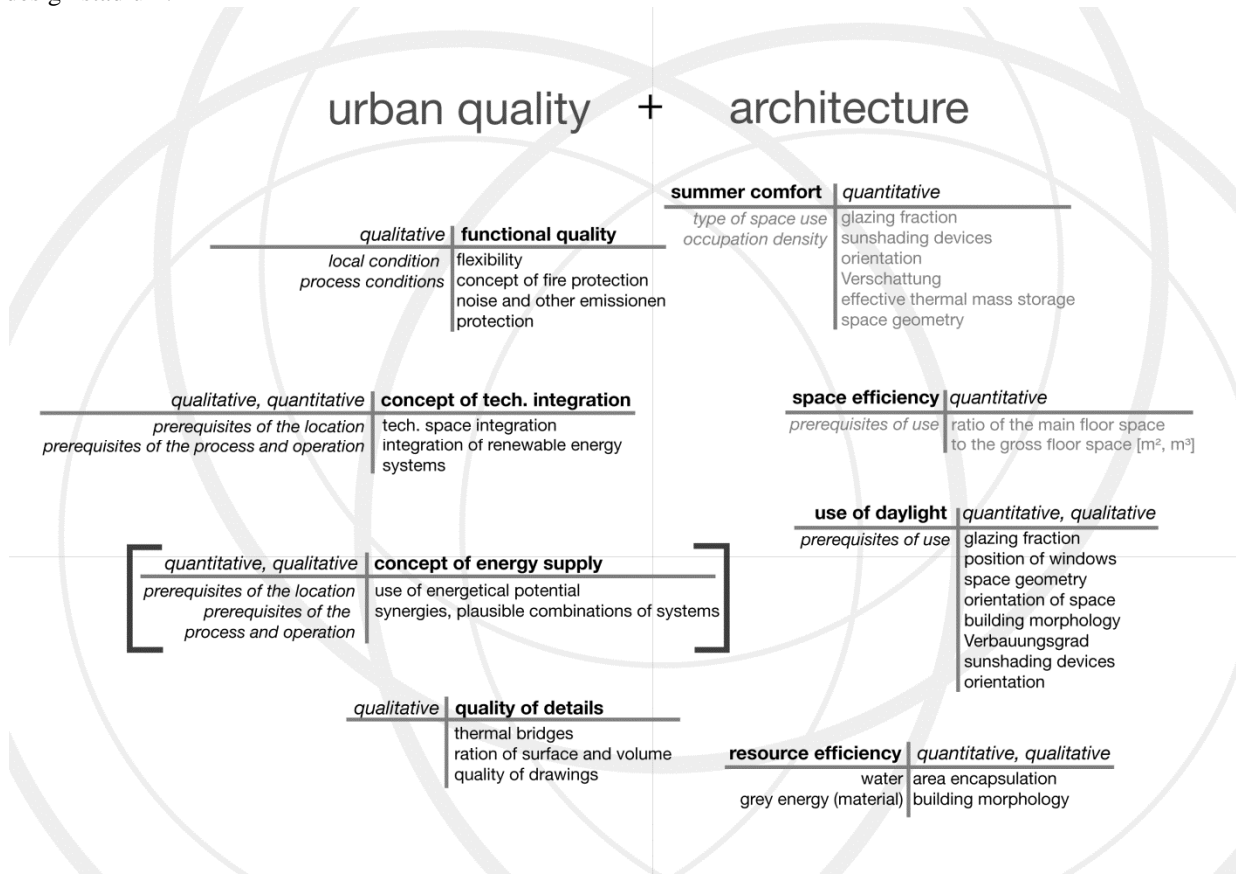 urban quality + architecture
summer comfort quantitative
type of space use glazing fraction
occupation density sunshading devices
orientation
Verschattung
effective thermal mass storage
space geometry
qualitative functional quality
local condition flexibility
process conditions concept of fire protection
noise and other emissionen
protection
qualitative, quantitative concept of tech. integration
prerequisites of the location tech. space integration
prerequisites of the process and operation integration of renewable energy
systems
space efficiency quantitative
prerequisites of use ratio of the main floor space
to the gross floor space [m², m³]
use of daylight quantitative, qualitative
prerequisites of use glazing fraction
position of windows
space geometry
orientation of space
building morphology
Verbauungsgrad
sunshading devices
orientation
quantitative, qualitative concept of energy supply
prerequisites of the location use of energetical potential
prerequisites of the synergies, plausible combinations of systems
process and operation
qualitative quality of details
thermal bridges
ration of surface and volume
quality of drawings
resource efficiency quantitative, qualitative
water area encapsulation
grey energy (material) building morphology